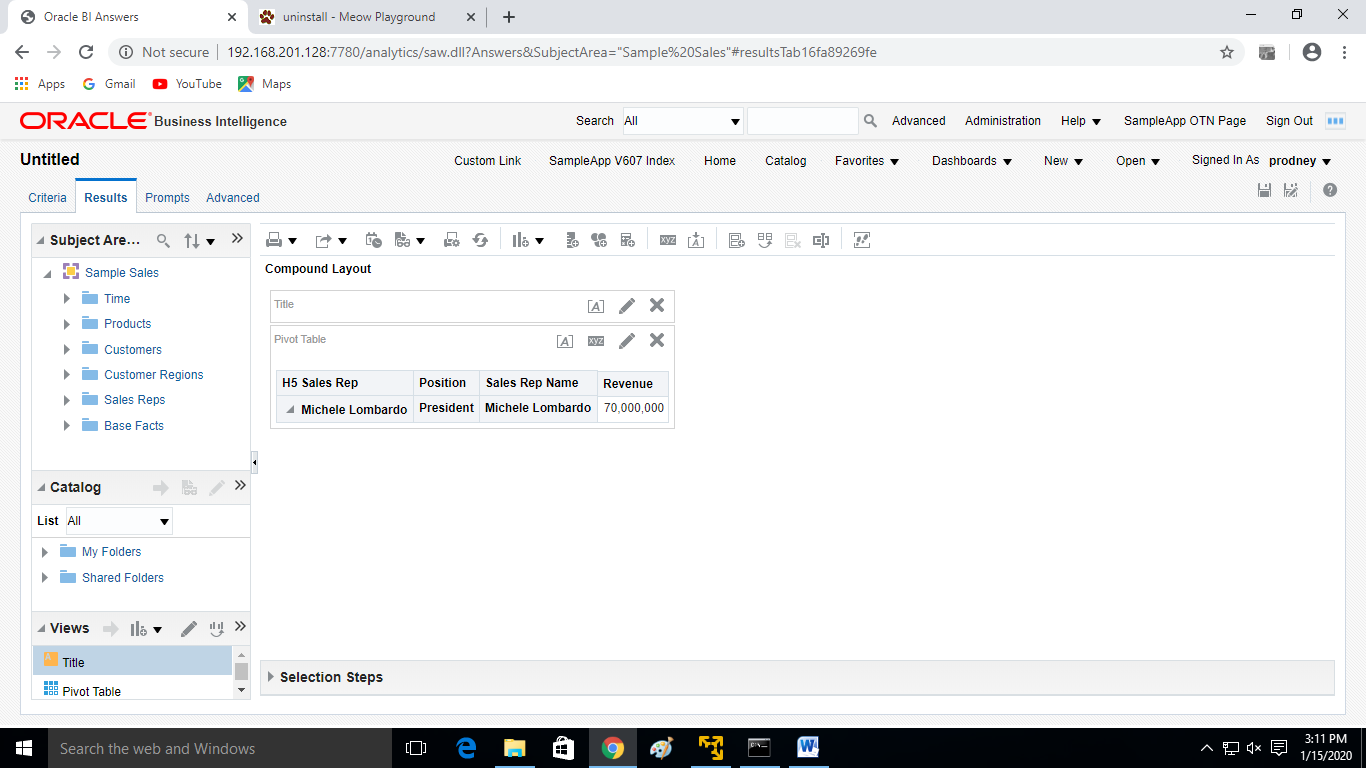 Oracle BI Answers
uninstall - Meow Playground
Not secure 192.168.201.128:7780/analytics/saw.dll?Answers&SubjectArea="Sample%20Sales"#resultsTab16fa89269fe
Apps Gmail YouTube Maps
ORACLE Business Intelligence
Search All Advanced Administration Help SampleApp OTN Page Sign Out
Untitled
Custom Link SampleApp V607 Index Home Catalog Favorites Dashboards New Open Signed In As prodney
Criteria Results Prompts Advanced
Subject Are...
Sample Sales
Time
Products
Customers
Customer Regions
Sales Reps
Base Facts
Catalog
List All
My Folders
Shared Folders
Views
Title
Pivot Table
Compound Layout
Title
Pivot Table
H5 Sales Rep Position Sales Rep Name Revenue
Michele Lombardo President Michele Lombardo 70,000,000
Selection Steps
Search the web and Windows
3:11 PM
1/15/2020